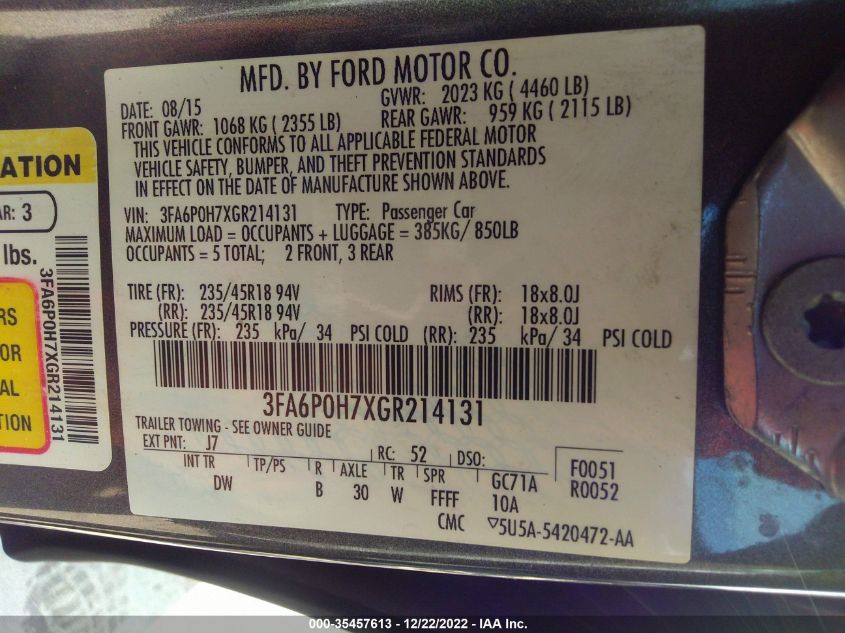 MFD. BY FORD MOTOR CO.
DATE: 08/15 GVWR: 2023 KG ( 4460 LB)
FRONT GAWR: 1068 KG ( 2355 LB) REAR GAWR: 959 KG ( 2115 LB)
THIS VEHICLE CONFORMS TO ALL APPLICABLE FEDERAL MOTOR
VEHICLE SAFETY, BUMPER, AND THEFT PREVENTION STANDARDS
IN EFFECT ON THE DATE OF MANUFACTURE SHOWN ABOVE.
VIN: 3FA6P0H7XGR214131 TYPE: Passenger Car
MAXIMUM LOAD = OCCUPANTS + LUGGAGE = 385KG/ 850LB
OCCUPANTS = 5 TOTAL; 2 FRONT, 3 REAR
TIRE (FR): 235/45R18 94V RIMS (FR): 18x8.0J
(RR): 235/45R18 94V (RR): 18x8.0J
PRESSURE (FR): 235 kPa/ 34 PSI COLD (RR): 235 kPa/ 34 PSI COLD
3FA6P0H7XGR214131
TRAILER TOWING - SEE OWNER GUIDE
EXT PNT: J7 RC: 52 DSO:
INT TR TP/PS R AXLE TR SPR GC71A F0051
DW B 30 W FFFF 10A R0052
CMC 5U5A-5420472-AA
ATION
AR: 3
lbs.
RS
OR
AL
S
3FA6P0H7XGR214131
000-35457613 - 12/22/2022 - IAA Inc.